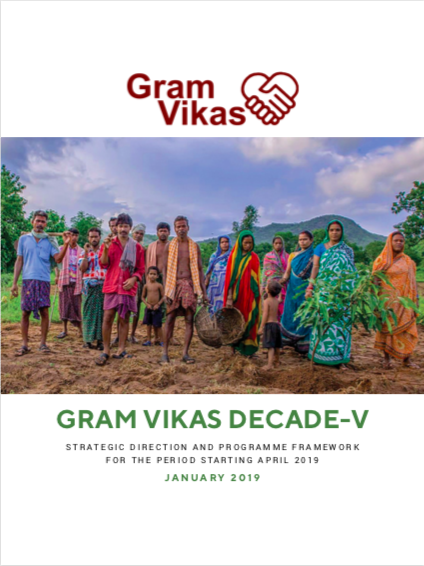 Gram
Vikas
GRAM VIKAS DECADE-V
STRATEGIC DIRECTION AND PROGRAMME FRAMEWORK
FOR THE PERIOD STARTING APRIL 2019
JANUARY 2019